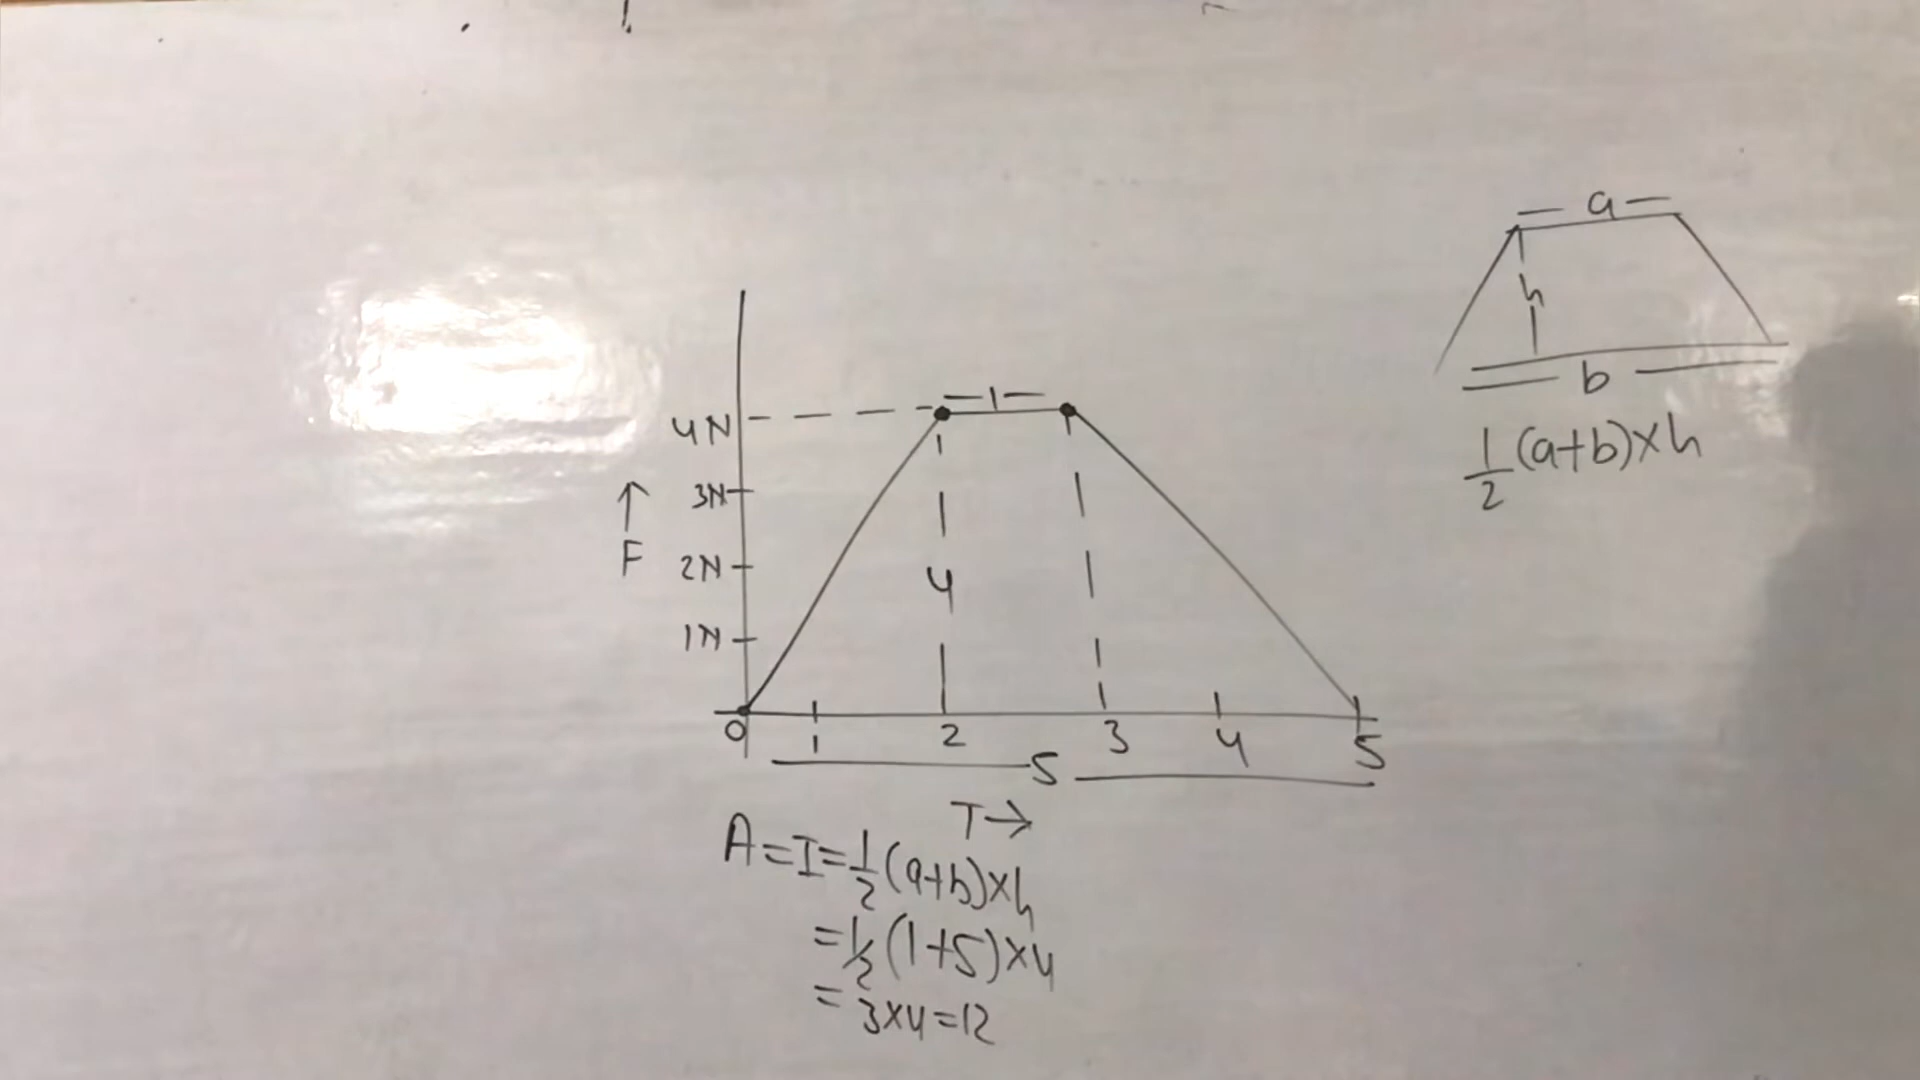 — a —
h
b
1/2 (a+b)×h
— 1 —
4N
3N
↑
F
2N
4
1N
0 1 2 3 4 5
5
T→
A=I=1/2(a+b)×h
=1/2(1+5)×4
=3×4=12